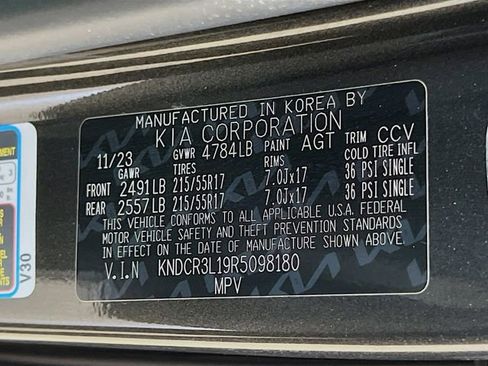 MANUFACTURED IN KOREA BY
KIA CORPORATION
11/23 GVWR 4784LB PAINT AGT TRIM CCV
GAWR TIRES RIMS COLD TIRE INFL
FRONT 2491LB 215/55R17 7.0Jx17 36 PSI SINGLE
REAR 2557LB 215/55R17 7.0Jx17 36 PSI SINGLE
THIS VEHICLE CONFORMS TO ALL APPLICABLE U.S.A. FEDERAL
MOTOR VEHICLE SAFETY AND THEFT PREVENTION STANDARDS
IN EFFECT ON THE DATE OF MANUFACTURE SHOWN ABOVE.
V.I.N KNDCR3L19R5098180
MPV
V30